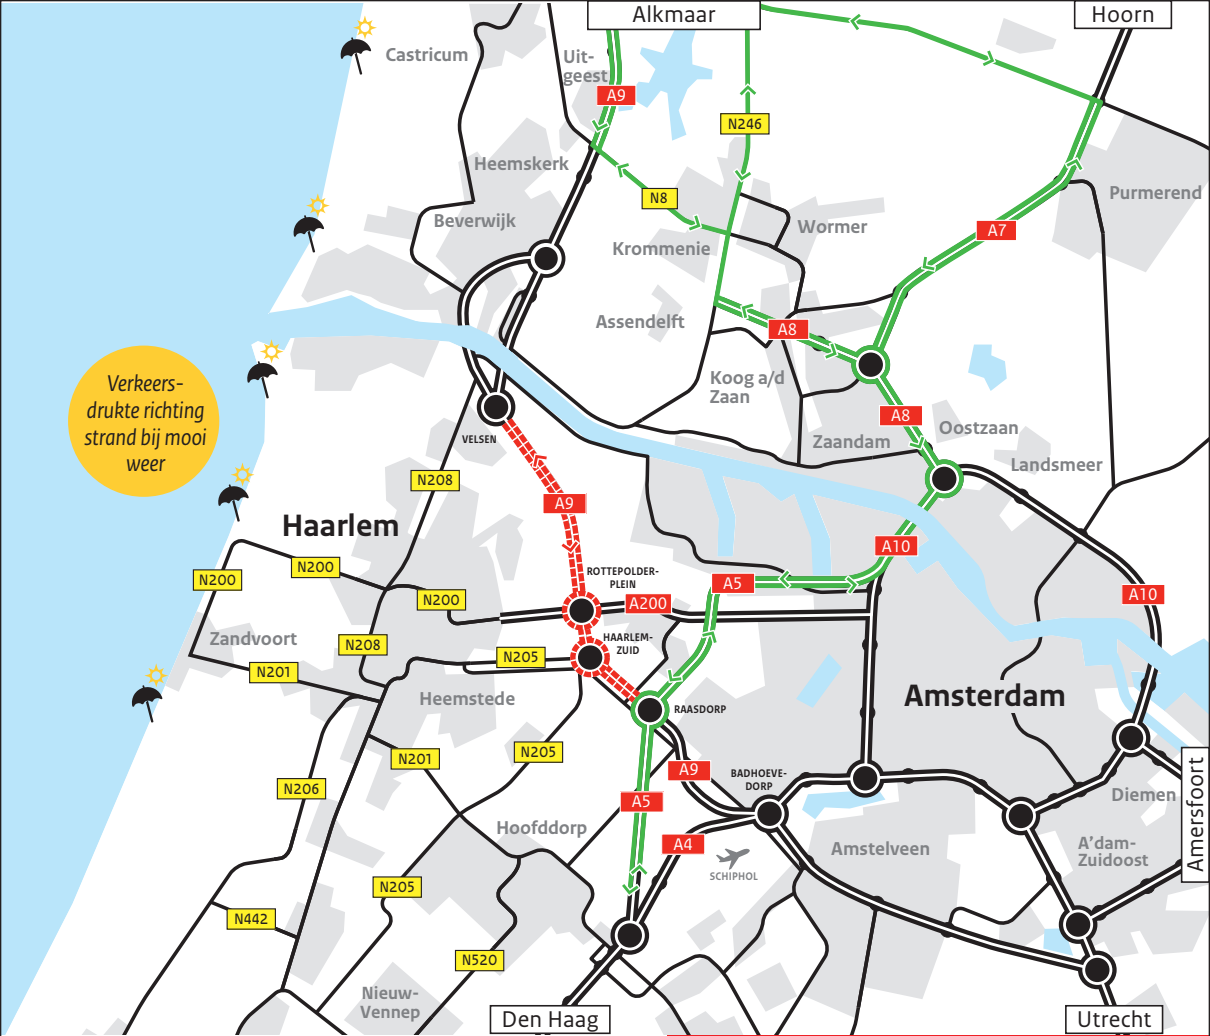 Alkmaar
Hoorn
Castricum
Uit-
geest
A9
N246
Heemskerk
N8
Purmerend
Beverwijk
Wormer
A7
Krommenie
Assendelft
A8
Koog a/d
Zaan
Verkeers-
drukte richting
strand bij mooi
weer
A8
Oostzaan
VELSEN
Zaandam
Landsmeer
N208
A9
Haarlem
A10
N200
N200
ROTTEPOLDER-
PLEIN
A5
A10
N200
A200
Zandvoort
N208
HAARLEM-
ZUID
N205
N201
Heemstede
Amsterdam
RAASDORP
N201
N205
A9
BADHOEVE-
DORP
N206
A5
Diemen
Amersfoort
Hoofddorp
A4
Amstelveen
A'dam-
Zuidoost
SCHIPHOL
N205
N442
N520
Nieuw-
Vennep
Den Haag
Utrecht